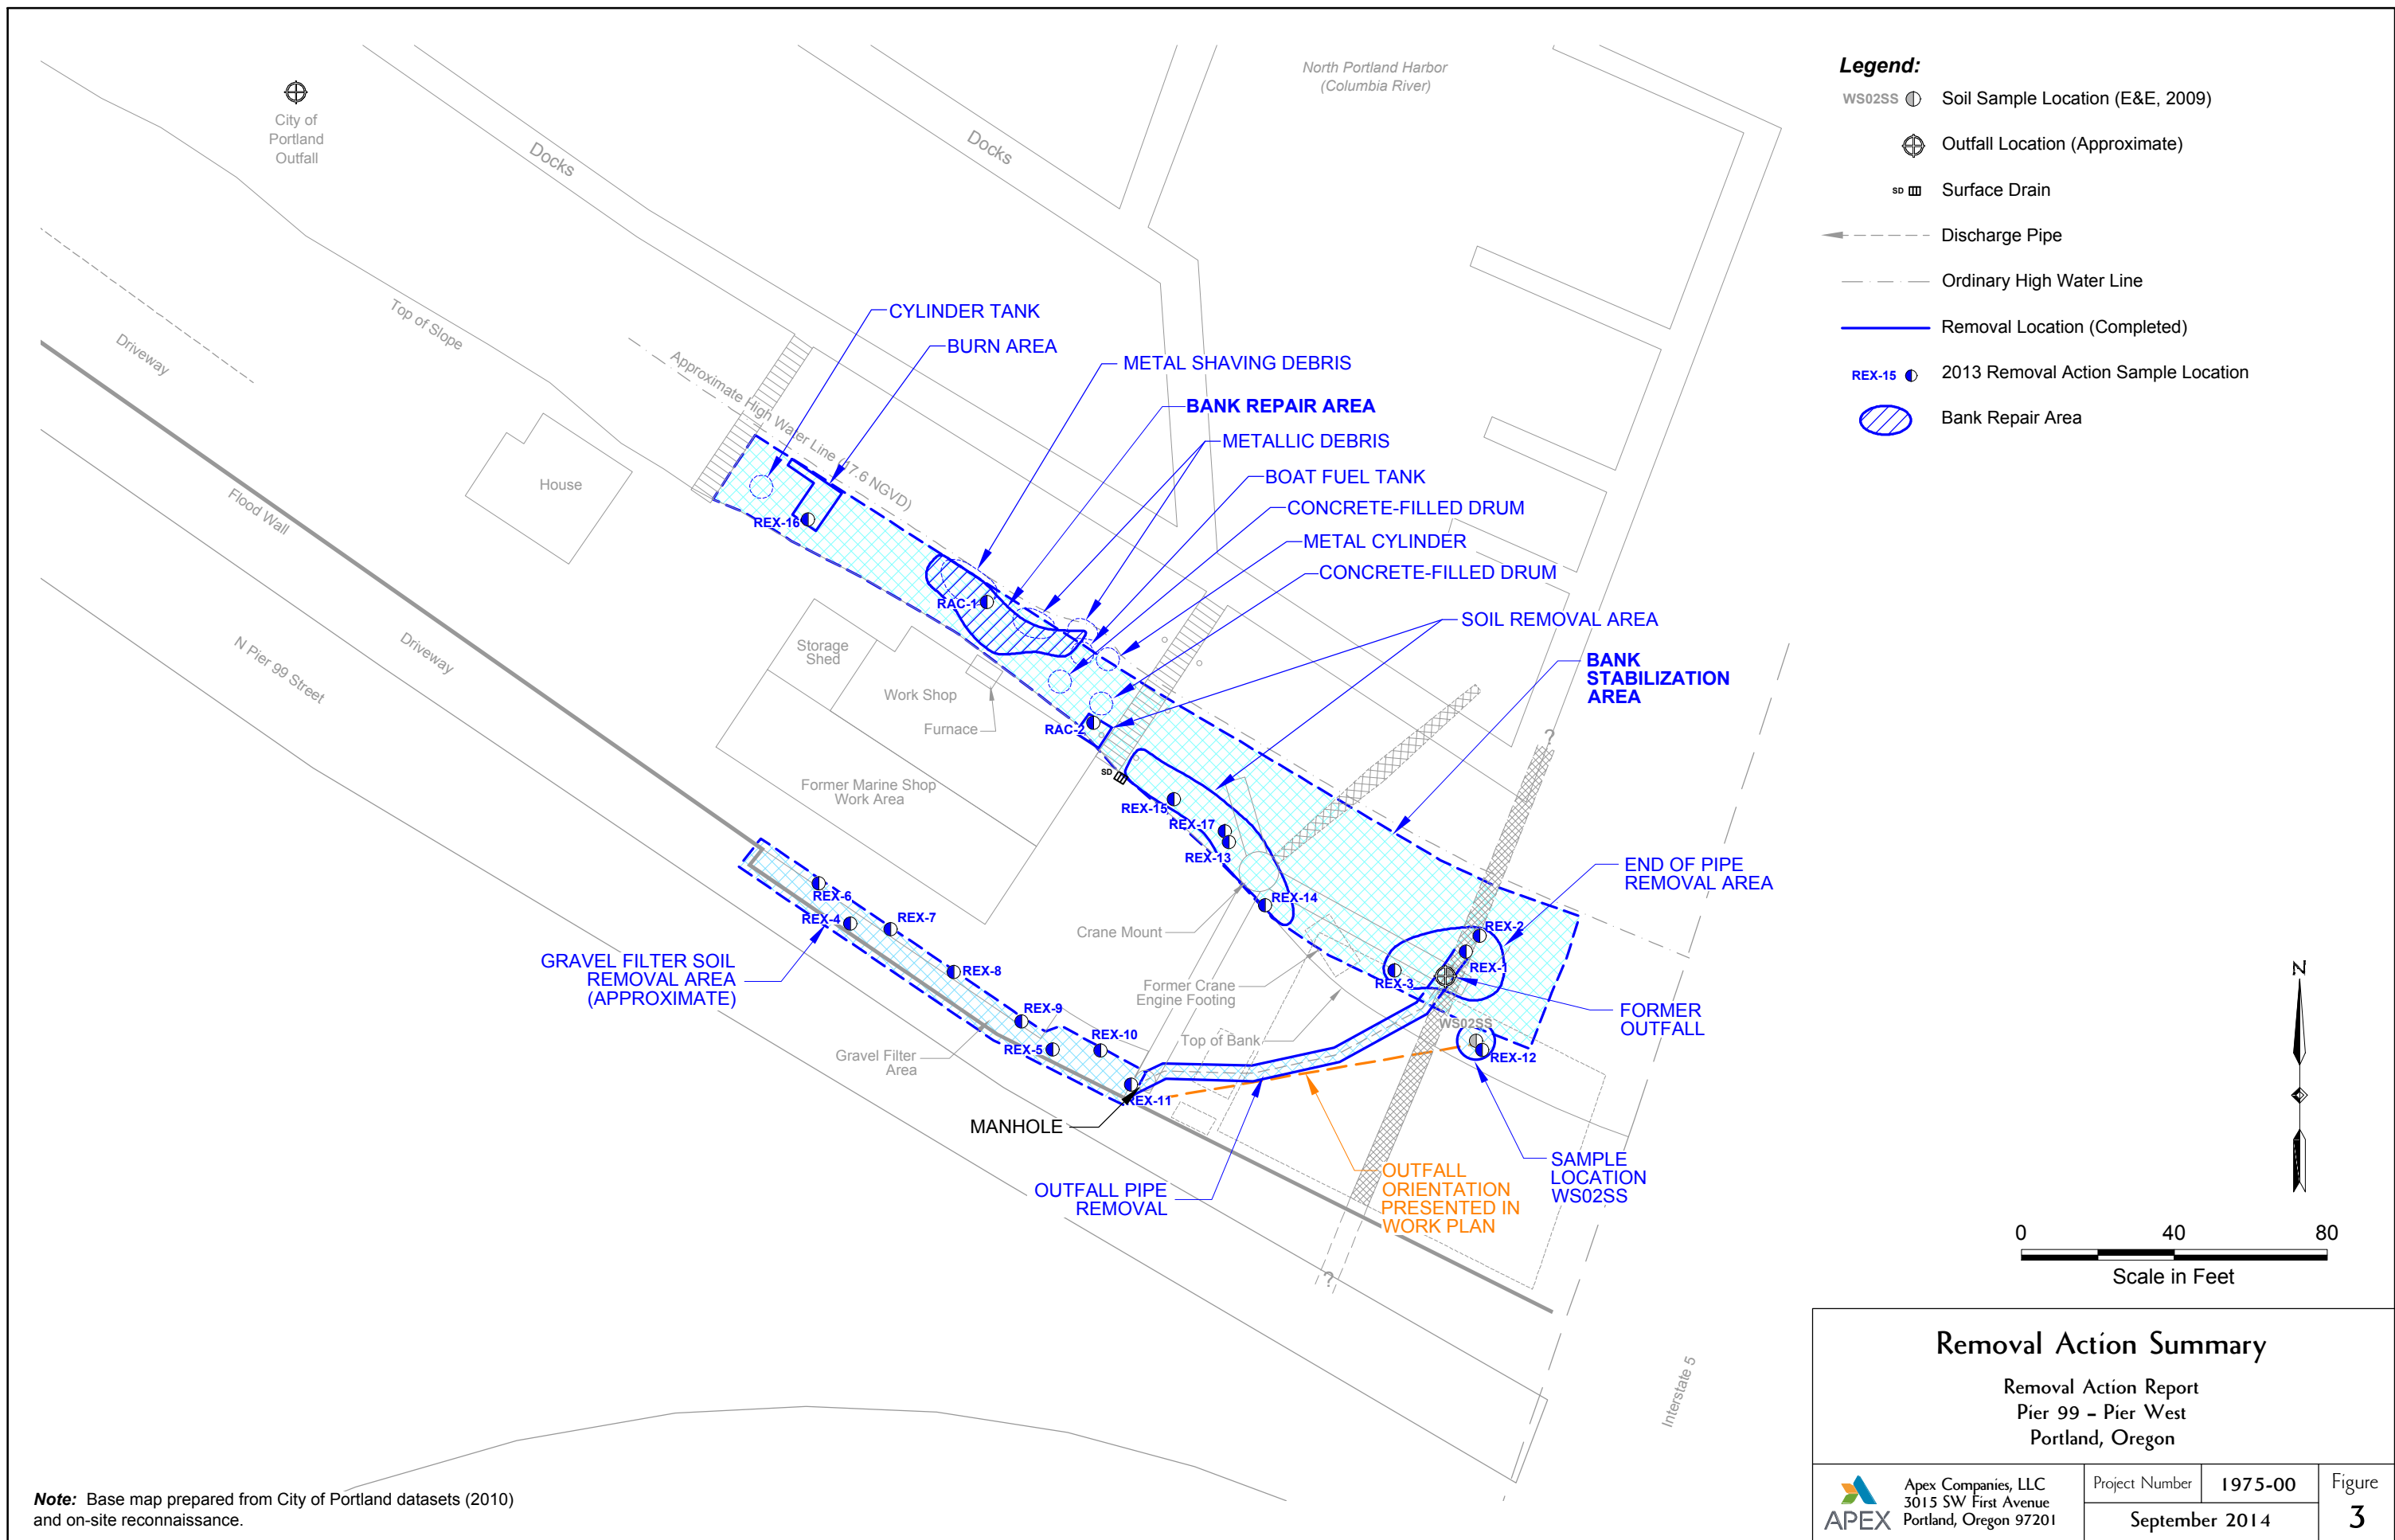 North Portland Harbor
(Columbia River)
City of
Portland
Outfall
Docks
Docks
Legend:
WS02SS Soil Sample Location (E&E, 2009)
Outfall Location (Approximate)
SD Surface Drain
Discharge Pipe
Ordinary High Water Line
Removal Location (Completed)
REX-15 2013 Removal Action Sample Location
Bank Repair Area
Top of Slope
Driveway
Approximate High Water Line (17.6 NGVD)
CYLINDER TANK
BURN AREA
METAL SHAVING DEBRIS
BANK REPAIR AREA
METALLIC DEBRIS
BOAT FUEL TANK
CONCRETE-FILLED DRUM
METAL CYLINDER
CONCRETE-FILLED DRUM
SOIL REMOVAL AREA
BANK
STABILIZATION
AREA
House
Flood Wall
REX-16
RAC-1
Storage
Shed
Work Shop
Furnace
RAC-2
SD
N Pier 99 Street
Driveway
Former Marine Shop
Work Area
REX-15
REX-17
REX-13
REX-14
?
END OF PIPE
REMOVAL AREA
REX-6
REX-4
REX-7
REX-8
REX-9
REX-5
REX-10
REX-11
Crane Mount
Former Crane
Engine Footing
Top of Bank
REX-2
REX-1
REX-3
WS02SS
REX-12
FORMER
OUTFALL
GRAVEL FILTER SOIL
REMOVAL AREA
(APPROXIMATE)
Gravel Filter
Area
MANHOLE
OUTFALL PIPE
REMOVAL
OUTFALL
ORIENTATION
PRESENTED IN
WORK PLAN
SAMPLE
LOCATION
WS02SS
?
Interstate 5
N
0 40 80
Scale in Feet
Removal Action Summary
Removal Action Report
Pier 99 - Pier West
Portland, Oregon
APEX
Apex Companies, LLC
3015 SW First Avenue
Portland, Oregon 97201
Project Number 1975-00
September 2014
Figure
3
Note: Base map prepared from City of Portland datasets (2010)
and on-site reconnaissance.